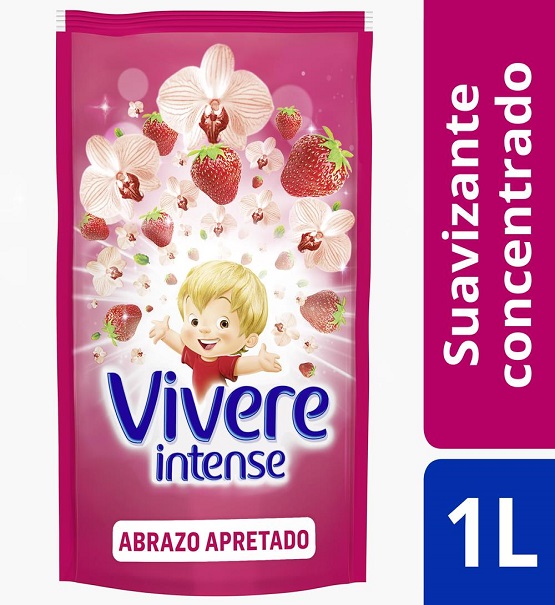 Vivere
intense
ABRAZO APRETADO
Suavizante
concentrado
1L